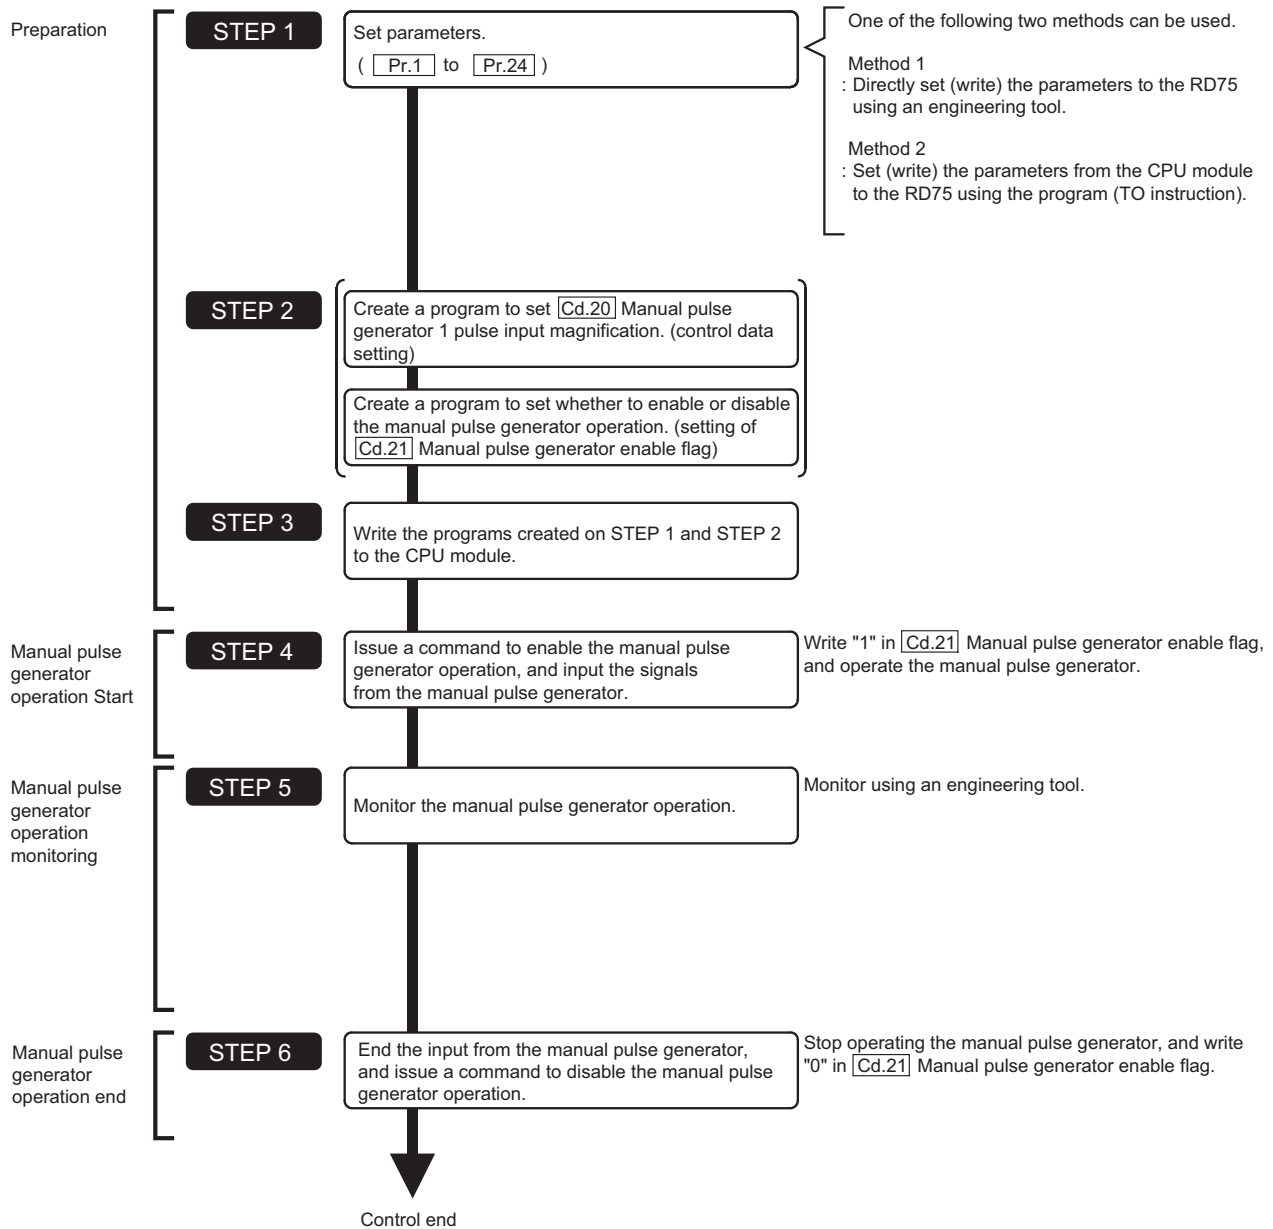 Preparation
STEP 1
Set parameters.
( Pr.1 to Pr.24 )
One of the following two methods can be used.
Method 1
: Directly set (write) the parameters to the RD75
using an engineering tool.
Method 2
: Set (write) the parameters from the CPU module
to the RD75 using the program (TO instruction).
STEP 2
Create a program to set Cd.20 Manual pulse
generator 1 pulse input magnification. (control data
setting)
Create a program to set whether to enable or disable
the manual pulse generator operation. (setting of
Cd.21 Manual pulse generator enable flag)
STEP 3
Write the programs created on STEP 1 and STEP 2
to the CPU module.
Manual pulse
generator
operation Start
STEP 4
Issue a command to enable the manual pulse
generator operation, and input the signals
from the manual pulse generator.
Write "1" in Cd.21 Manual pulse generator enable flag,
and operate the manual pulse generator.
Manual pulse
generator
operation
monitoring
STEP 5
Monitor the manual pulse generator operation.
Monitor using an engineering tool.
Manual pulse
generator
operation end
STEP 6
End the input from the manual pulse generator,
and issue a command to disable the manual pulse
generator operation.
Stop operating the manual pulse generator, and write
"0" in Cd.21 Manual pulse generator enable flag.
Control end